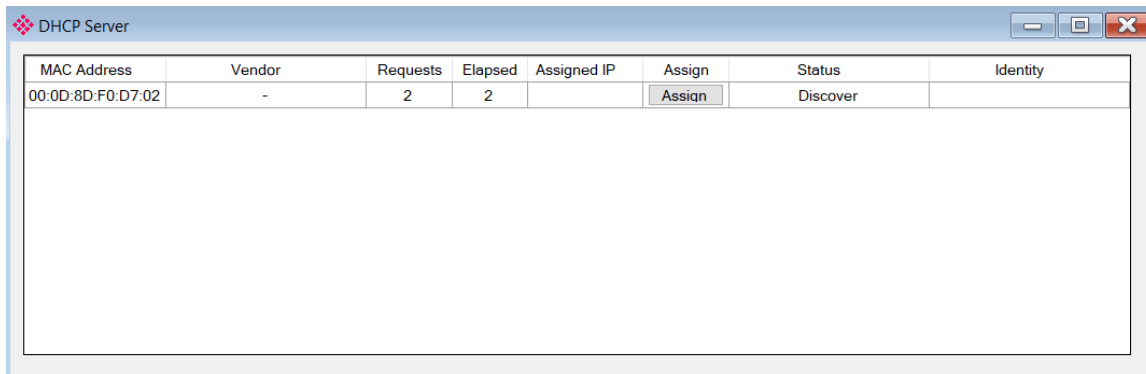 DHCP Server
MAC Address Vendor Requests Elapsed Assigned IP Assign Status Identity
00:0D:8D:F0:D7:02 - 2 2 Assign Discover